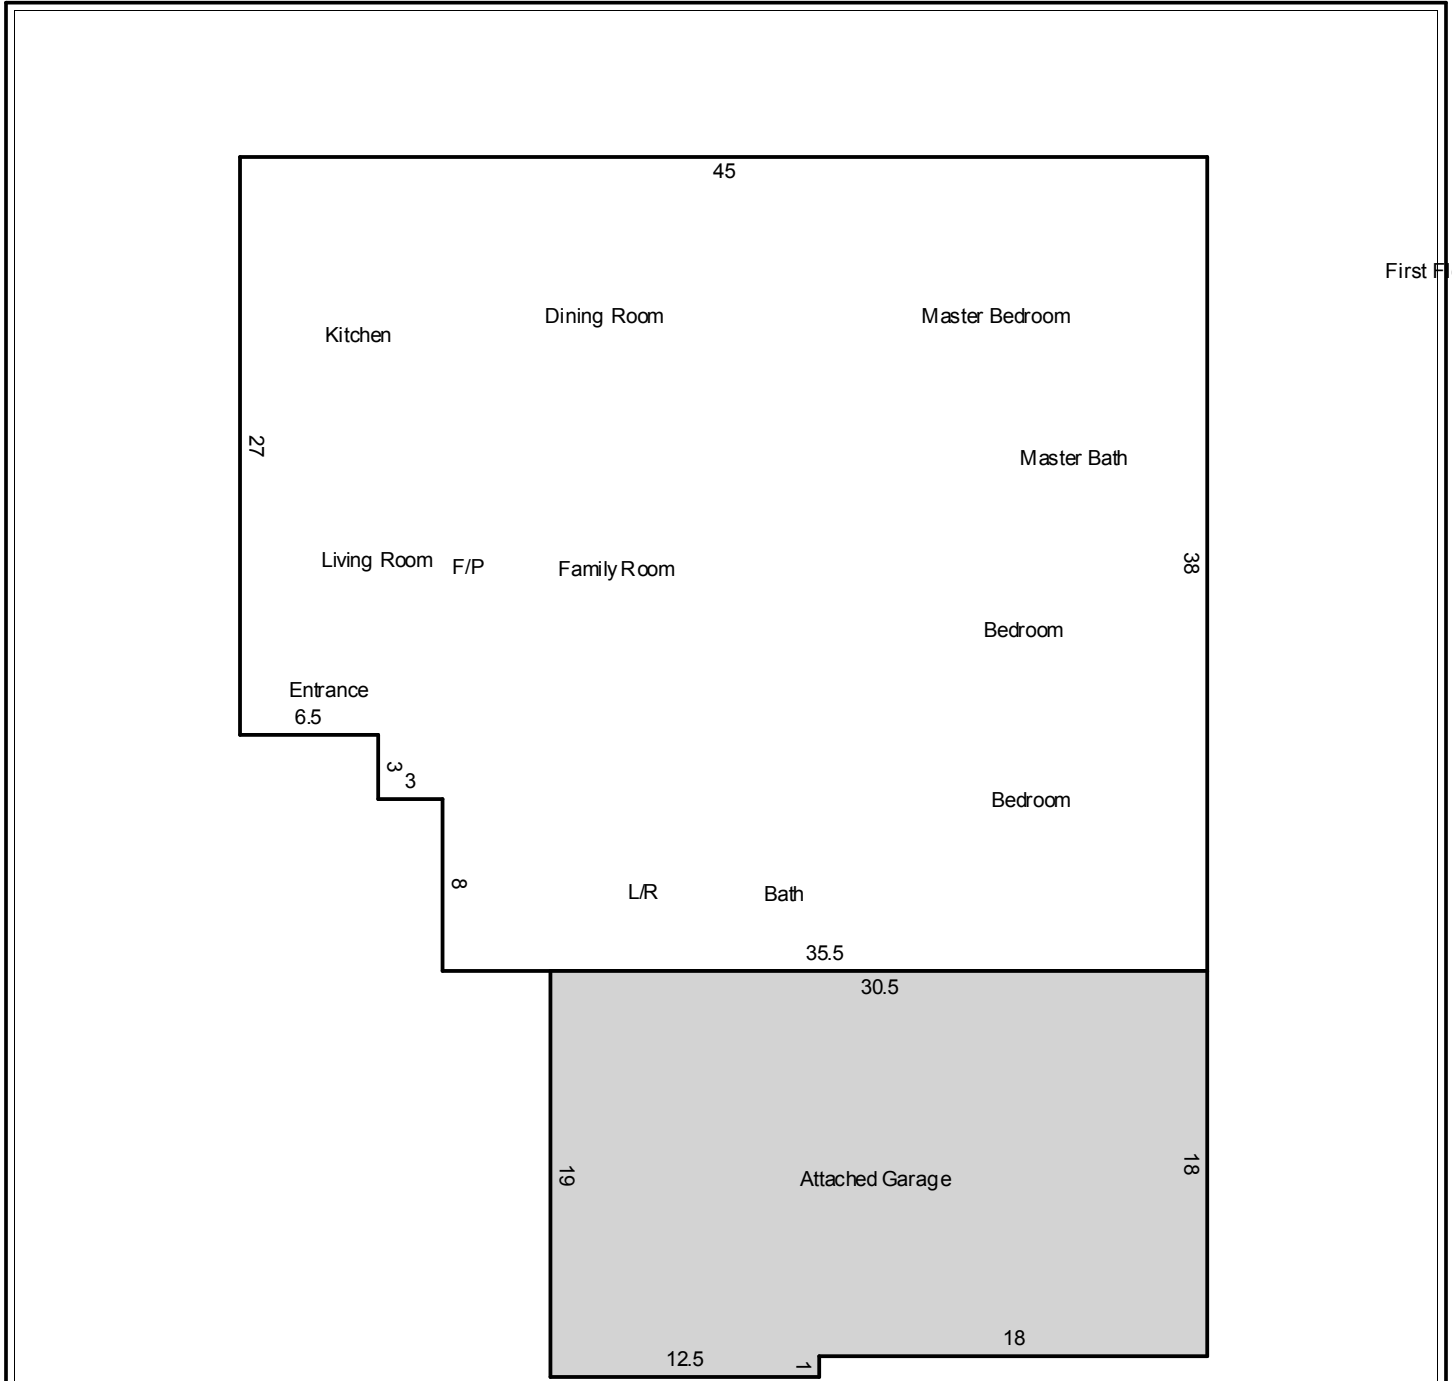 45
First Fl
Dining Room
Master Bedroom
Kitchen
27
Master Bath
Living Room
F/P
Family Room
38
Bedroom
Entrance
6.5
3
3
Bedroom
8
L/R
Bath
35.5
30.5
19
Attached Garage
18
18
12.5
1